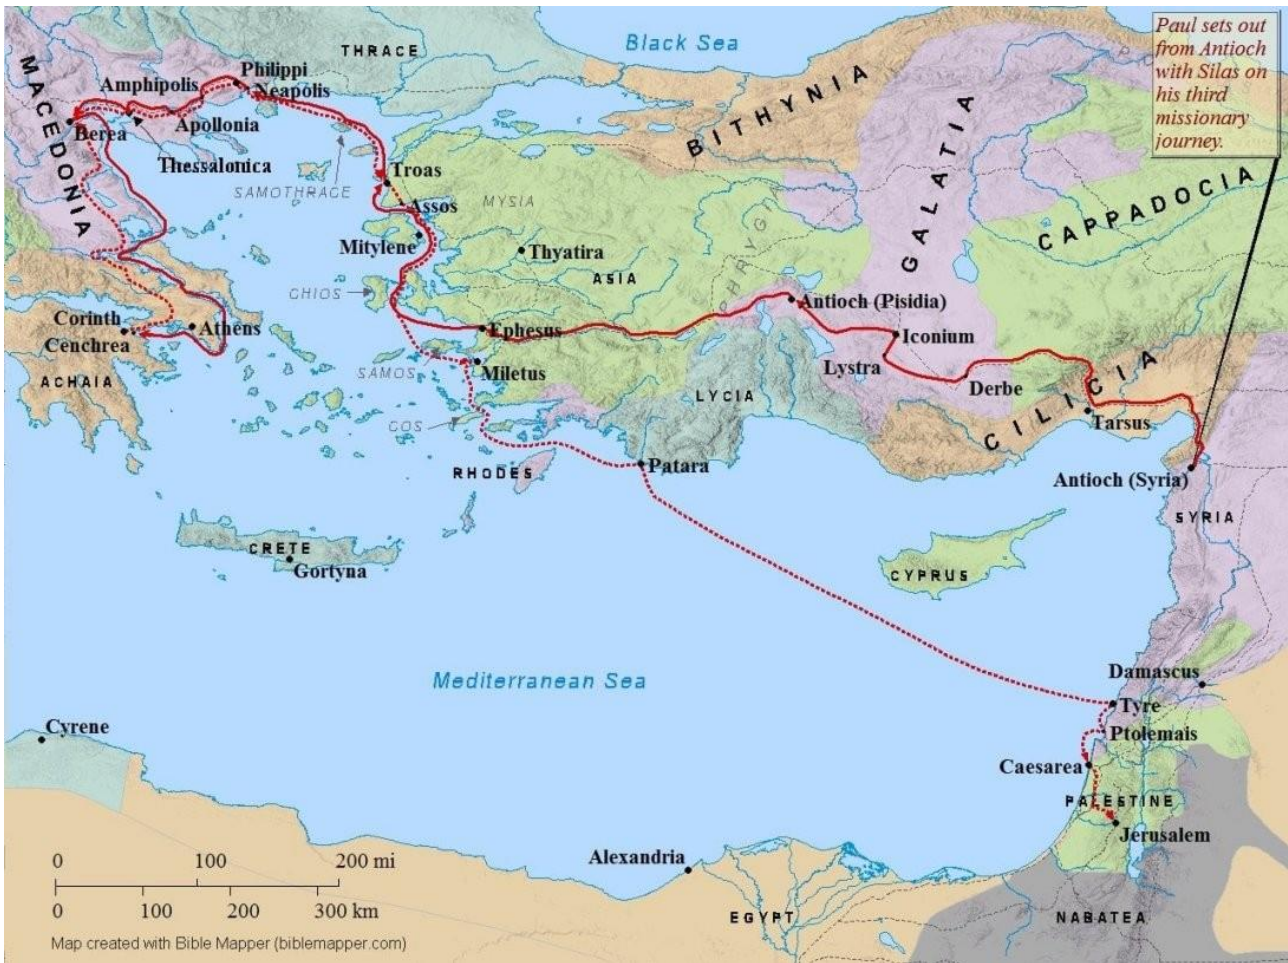 Paul sets out
from Antioch
with Silas on
his third
missionary
journey.
Black Sea
THRACE
MACEDONIA
BITHYNIA
GALATIA
CAPPADOCIA
Philippi
Neapolis
Amphipolis
Apollonia
Berea
Thessalonica
SAMOTHRACE
Troas
Assos
MYSIA
Mitylene
Thyatira
ASIA
PHRYG
CHIOS
Antioch (Pisidia)
Corinth
Cenchrea
Athens
Ephesus
Iconium
Lystra
Derbe
CILICIA
SAMOS
Miletus
ACHAIA
LYCIA
Tarsus
COS
RHODES
Patara
Antioch (Syria)
SYRIA
CRETE
Gortyna
CYPRUS
Mediterranean Sea
Damascus
Tyre
Ptolemais
Cyrene
Caesarea
PALESTINE
Jerusalem
Alexandria
EGYPT
NABATEA
0 100 200 mi
0 100 200 300 km
Map created with Bible Mapper (biblemapper.com)